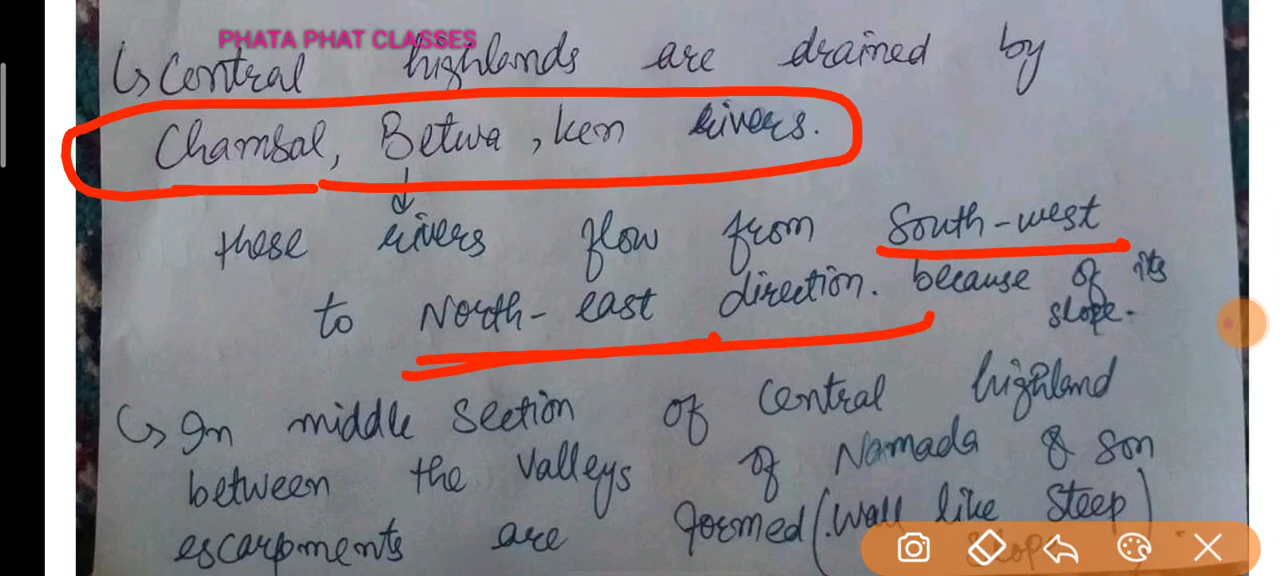 PHATA PHAT CLASSES
↳ Central highlands are drained by
Chambal, Betwa, ken rivers.
↓
these rivers flow from South-west
to North-east direction. because of its
slope.
↳ In middle section of central highland
between the valleys of Namada & son
escarpments are formed (wall like steep
slope).